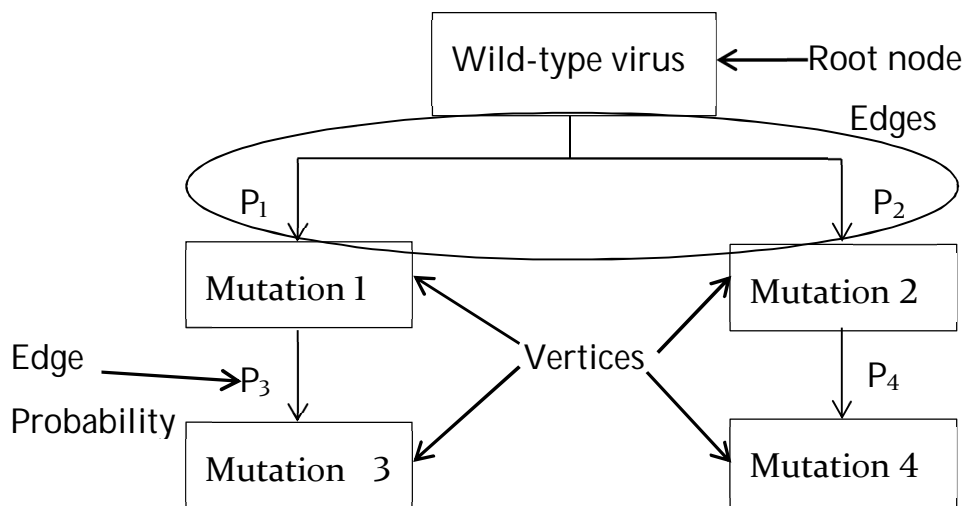 Wild-type virus
Root node
Edges
P₁
P₂
Mutation 1
Mutation 2
Vertices
Edge
Probability
P₃
P₄
Mutation 3
Mutation 4